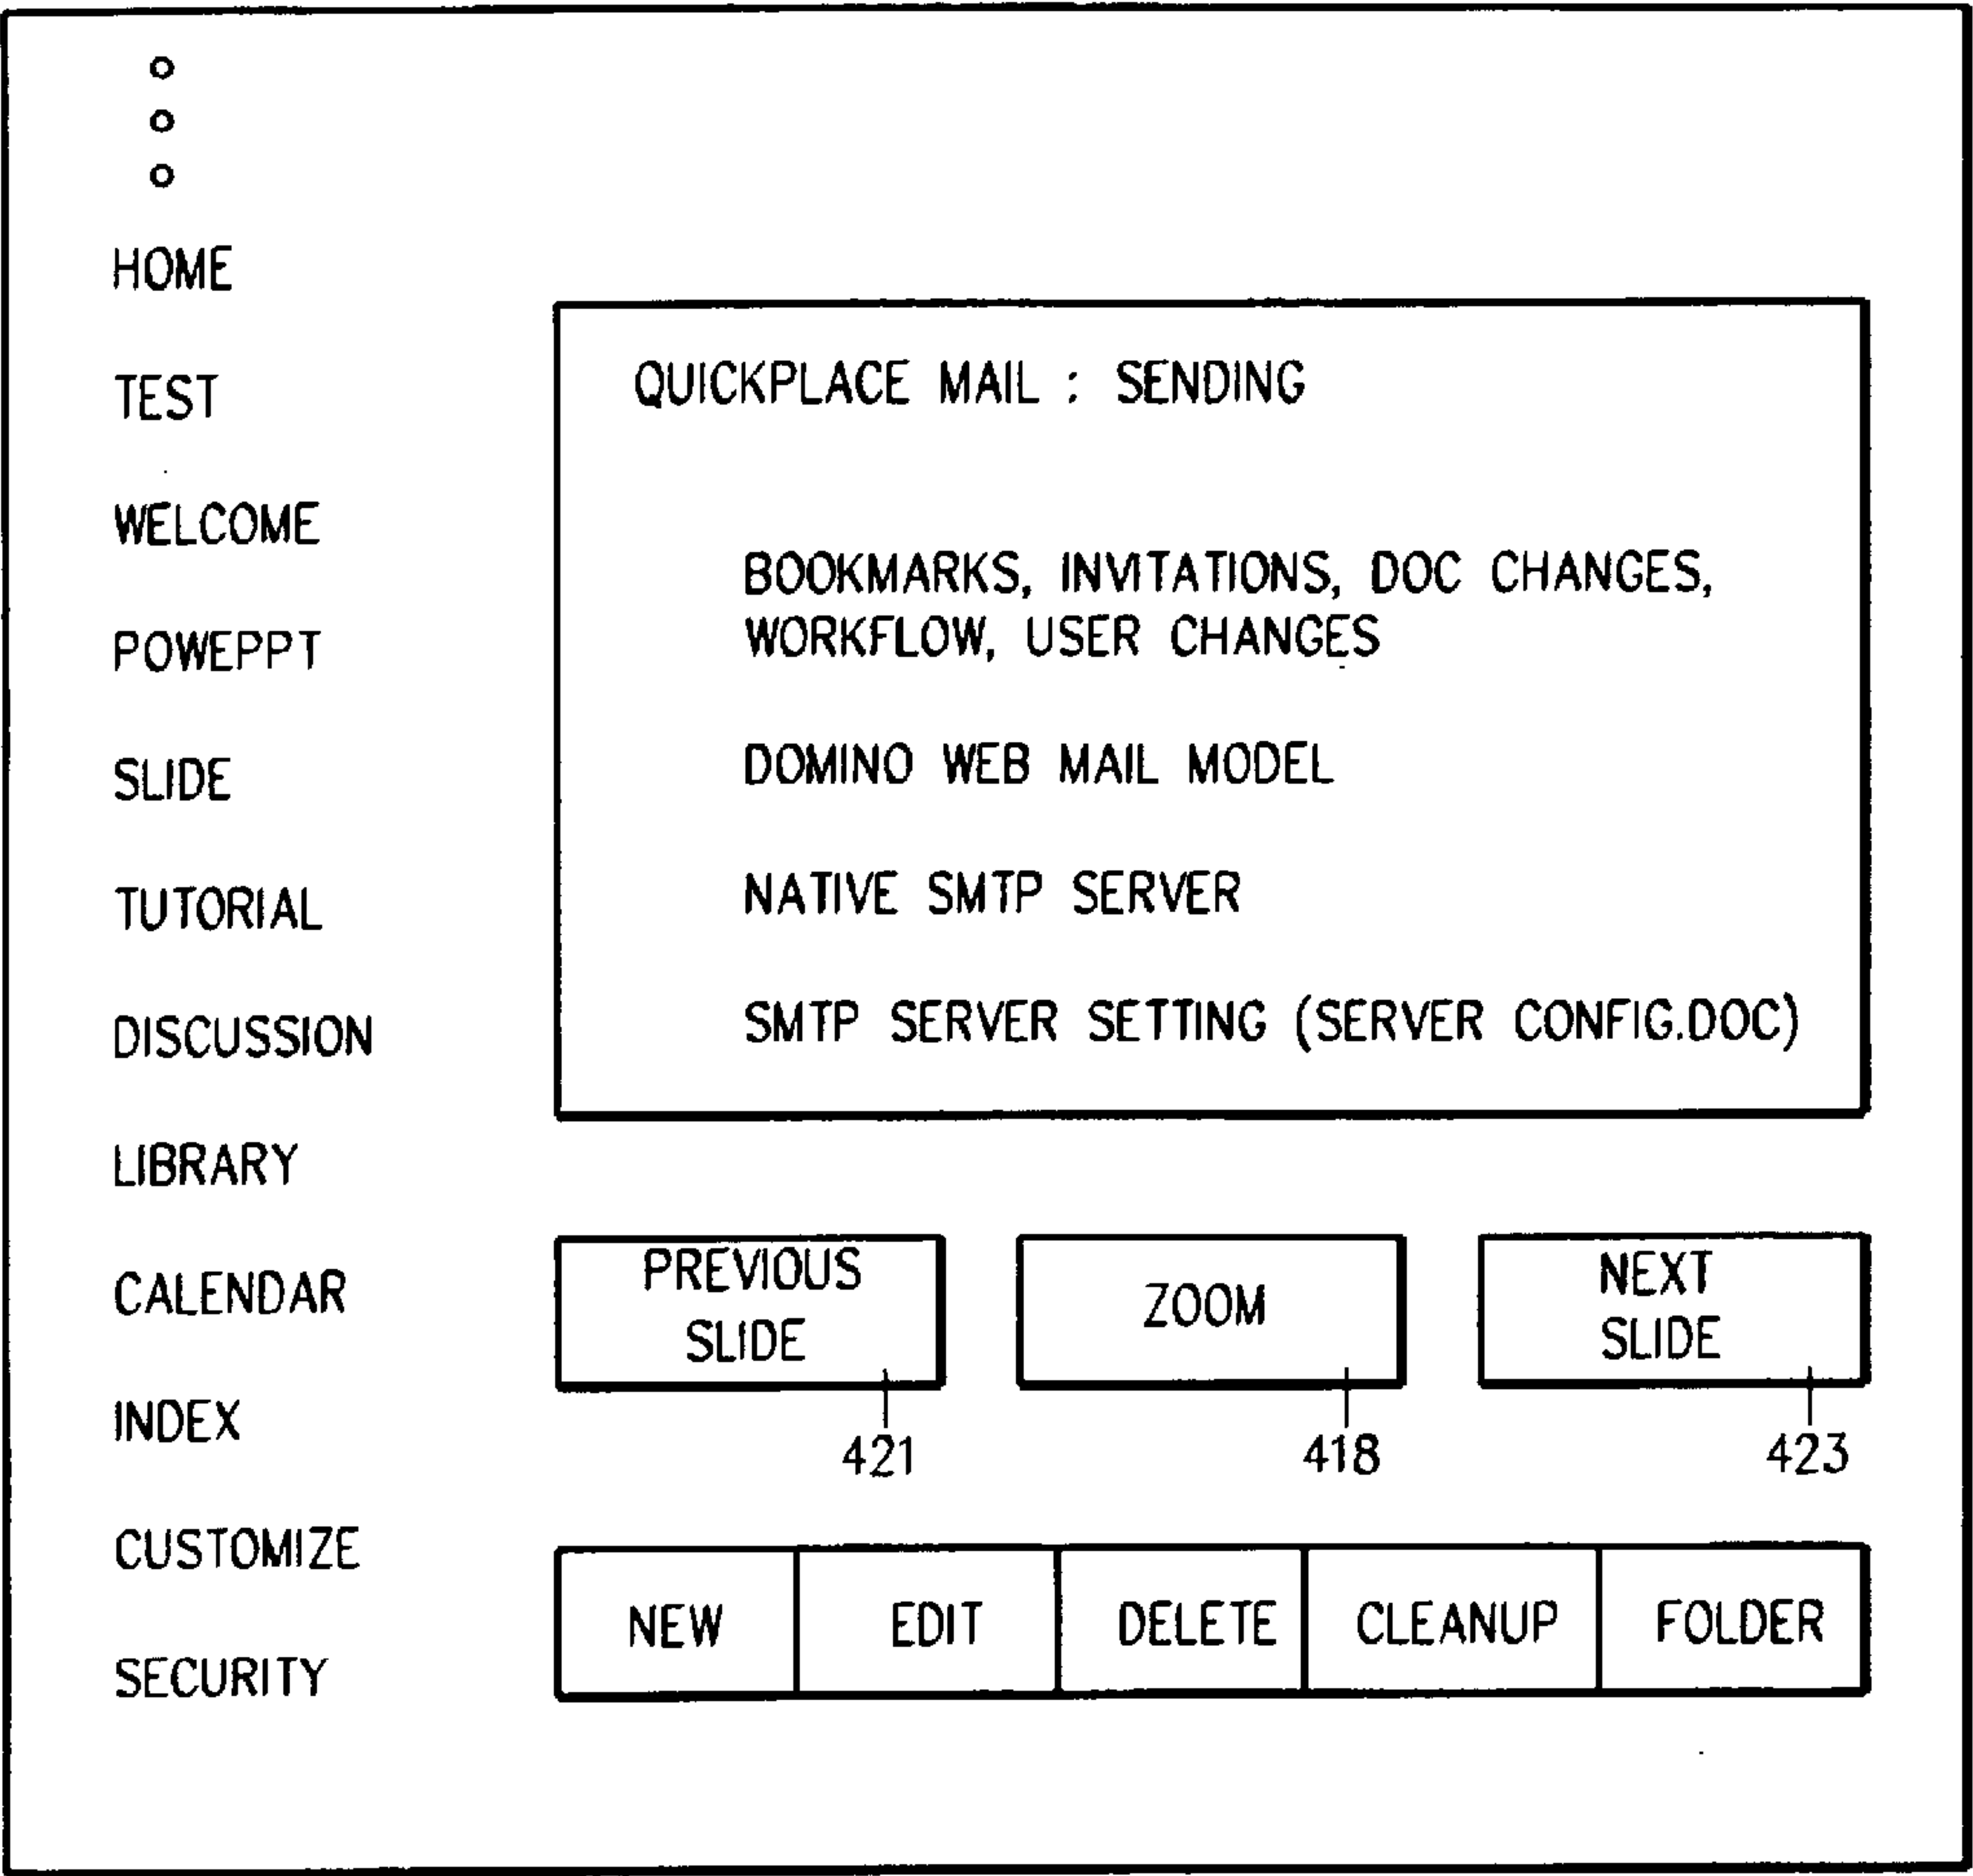 HOME
TEST
WELCOME
POWEPPT
SLIDE
TUTORIAL
DISCUSSION
LIBRARY
CALENDAR
INDEX
CUSTOMIZE
SECURITY
QUICKPLACE MAIL : SENDING
BOOKMARKS, INVITATIONS, DOC CHANGES,
WORKFLOW, USER CHANGES
DOMINO WEB MAIL MODEL
NATIVE SMTP SERVER
SMTP SERVER SETTING (SERVER CONFIG.DOC)
PREVIOUS
SLIDE
ZOOM
NEXT
SLIDE
421
418
423
NEW
EDIT
DELETE
CLEANUP
FOLDER